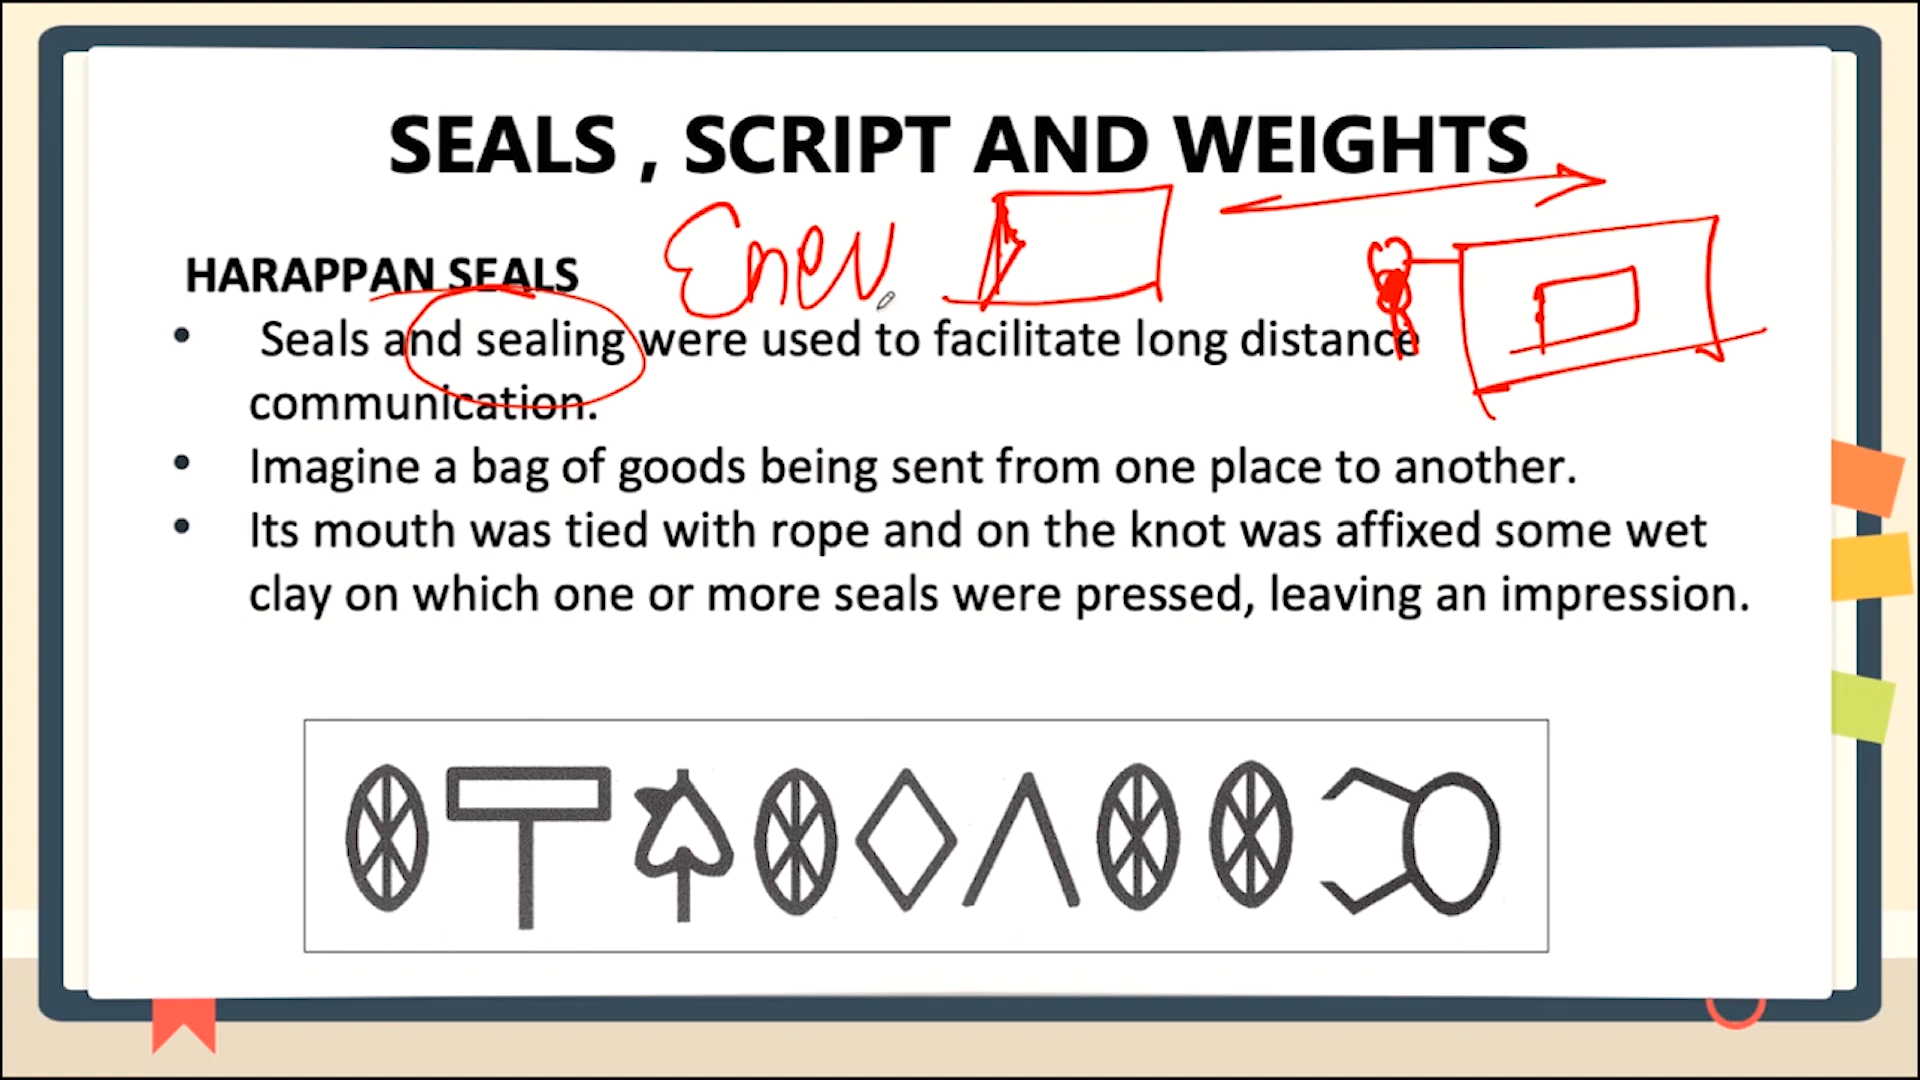 SEALS , SCRIPT AND WEIGHTS
HARAPPAN SEALS
• Seals and sealing were used to facilitate long distance
communication.
• Imagine a bag of goods being sent from one place to another.
• Its mouth was tied with rope and on the knot was affixed some wet
clay on which one or more seals were pressed, leaving an impression.